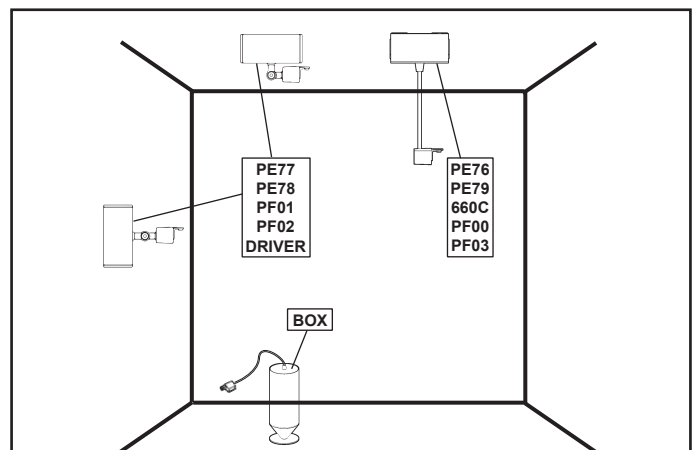 PE77
PE78
PF01
PF02
DRIVER
PE76
PE79
660C
PF00
PF03
BOX